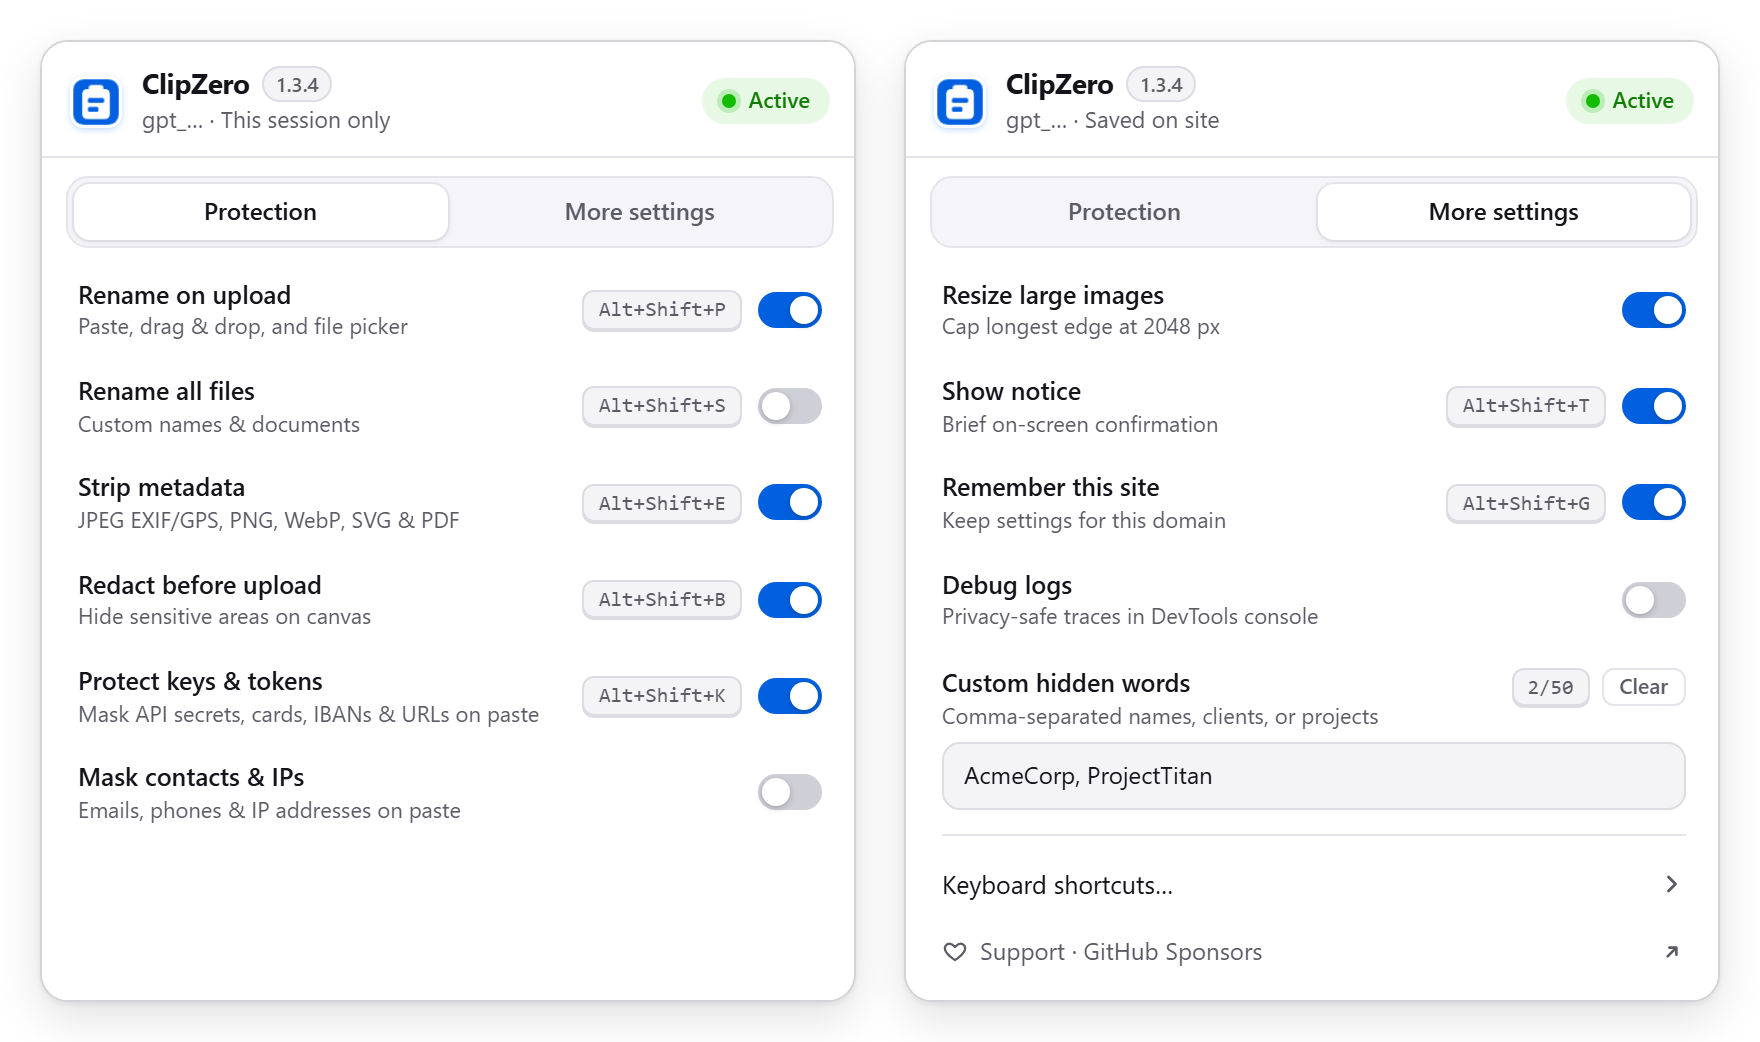 ClipZero 1.3.4
gpt_... · This session only
Active
Protection More settings
Rename on upload
Paste, drag & drop, and file picker
Alt+Shift+P
Rename all files
Custom names & documents
Alt+Shift+S
Strip metadata
JPEG EXIF/GPS, PNG, WebP, SVG & PDF
Alt+Shift+E
Redact before upload
Hide sensitive areas on canvas
Alt+Shift+B
Protect keys & tokens
Mask API secrets, cards, IBANs & URLs on paste
Alt+Shift+K
Mask contacts & IPs
Emails, phones & IP addresses on paste
ClipZero 1.3.4
gpt_... · Saved on site
Active
Protection More settings
Resize large images
Cap longest edge at 2048 px
Show notice
Brief on-screen confirmation
Alt+Shift+T
Remember this site
Keep settings for this domain
Alt+Shift+G
Debug logs
Privacy-safe traces in DevTools console
Custom hidden words
Comma-separated names, clients, or projects
2/50 Clear
AcmeCorp, ProjectTitan
Keyboard shortcuts...
Support · GitHub Sponsors